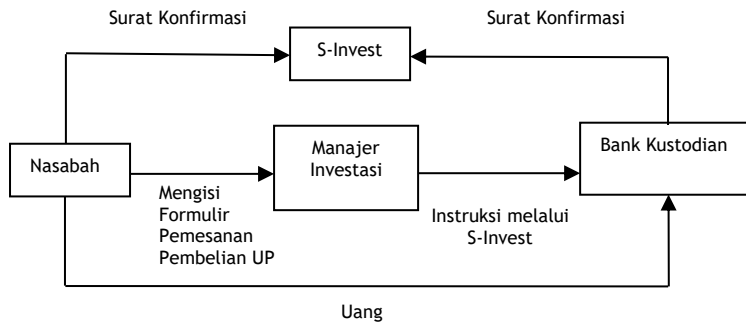 Surat Konfirmasi
Surat Konfirmasi
S-Invest
Nasabah
Manajer
Investasi
Bank Kustodian
Mengisi
Formulir
Pemesanan
Pembelian UP
Instruksi melalui
S-Invest
Uang